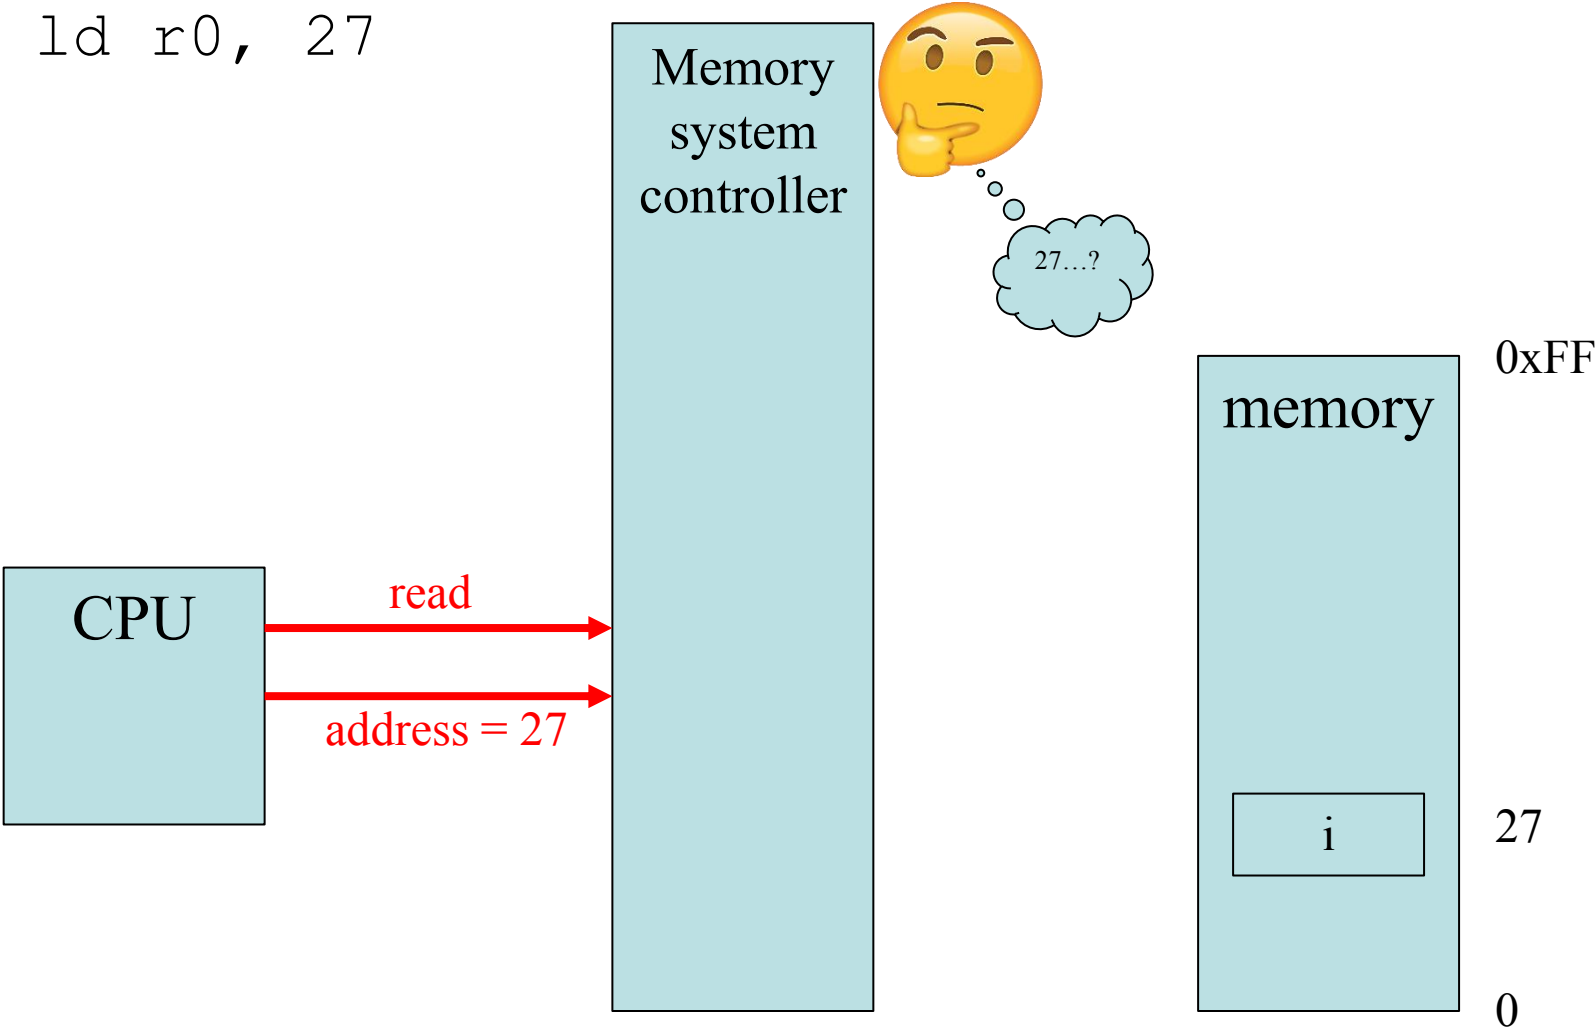 ld r0, 27
Memory
system
controller
27…?
0xFF
memory
read
CPU
address = 27
27
i
0